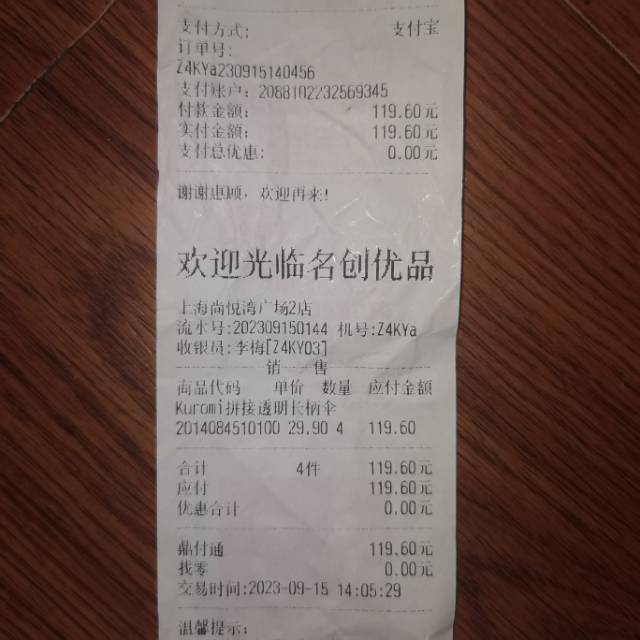 支付方式: 支付宝
订单号:
Z4KYa230915140456
支付账户: 2088102232569345
付款金额: 119.60元
实付金额: 119.60元
支付总优惠: 0.00元
谢谢惠顾，欢迎再来!
欢迎光临名创优品
上海尚悦湾广场2店
流水号:202309150144 机号:Z4KYa
收银员:李梅[Z4KY03]
销 售
商品代码 单价 数量 应付金额
Kuromi拼接透明长柄伞
2014084510100 29.90 4 119.60
合计 4件 119.60元
应付 119.60元
优惠合计 0.00元
鼎付通 119.60元
找零 0.00元
交易时间:2023-09-15 14:05:29
温馨提示: